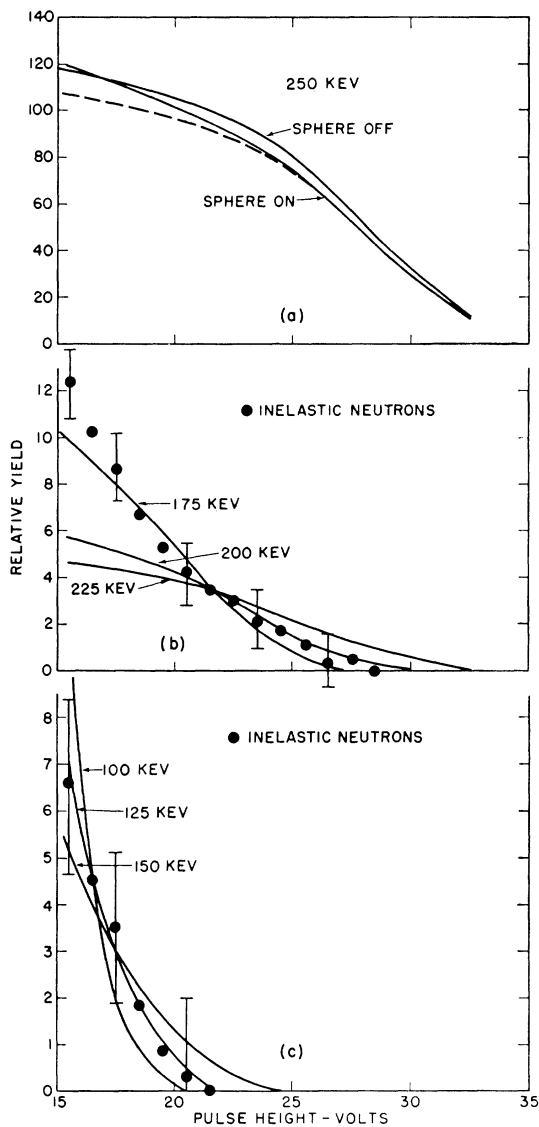 140
120
100
80
60
40
20
0
250 KEV
SPHERE OFF
SPHERE ON
(a)
12
10
8
6
4
2
0
INELASTIC NEUTRONS
175 KEV
200 KEV
225 KEV
(b)
RELATIVE YIELD
8
7
6
5
4
3
2
1
0
INELASTIC NEUTRONS
100 KEV
125 KEV
150 KEV
(c)
15 20 25 30 35
PULSE HEIGHT-VOLTS